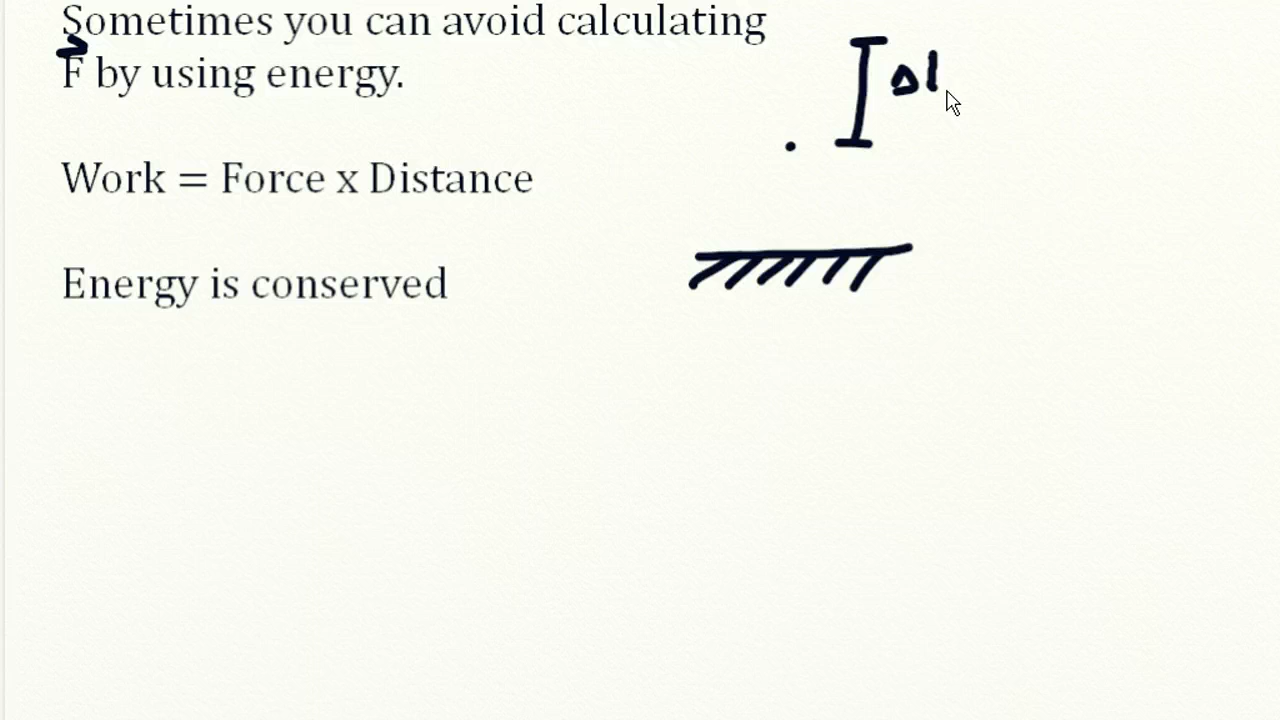 Sometimes you can avoid calculating
F⃗ by using energy.
Δl
Work = Force x Distance
Energy is conserved